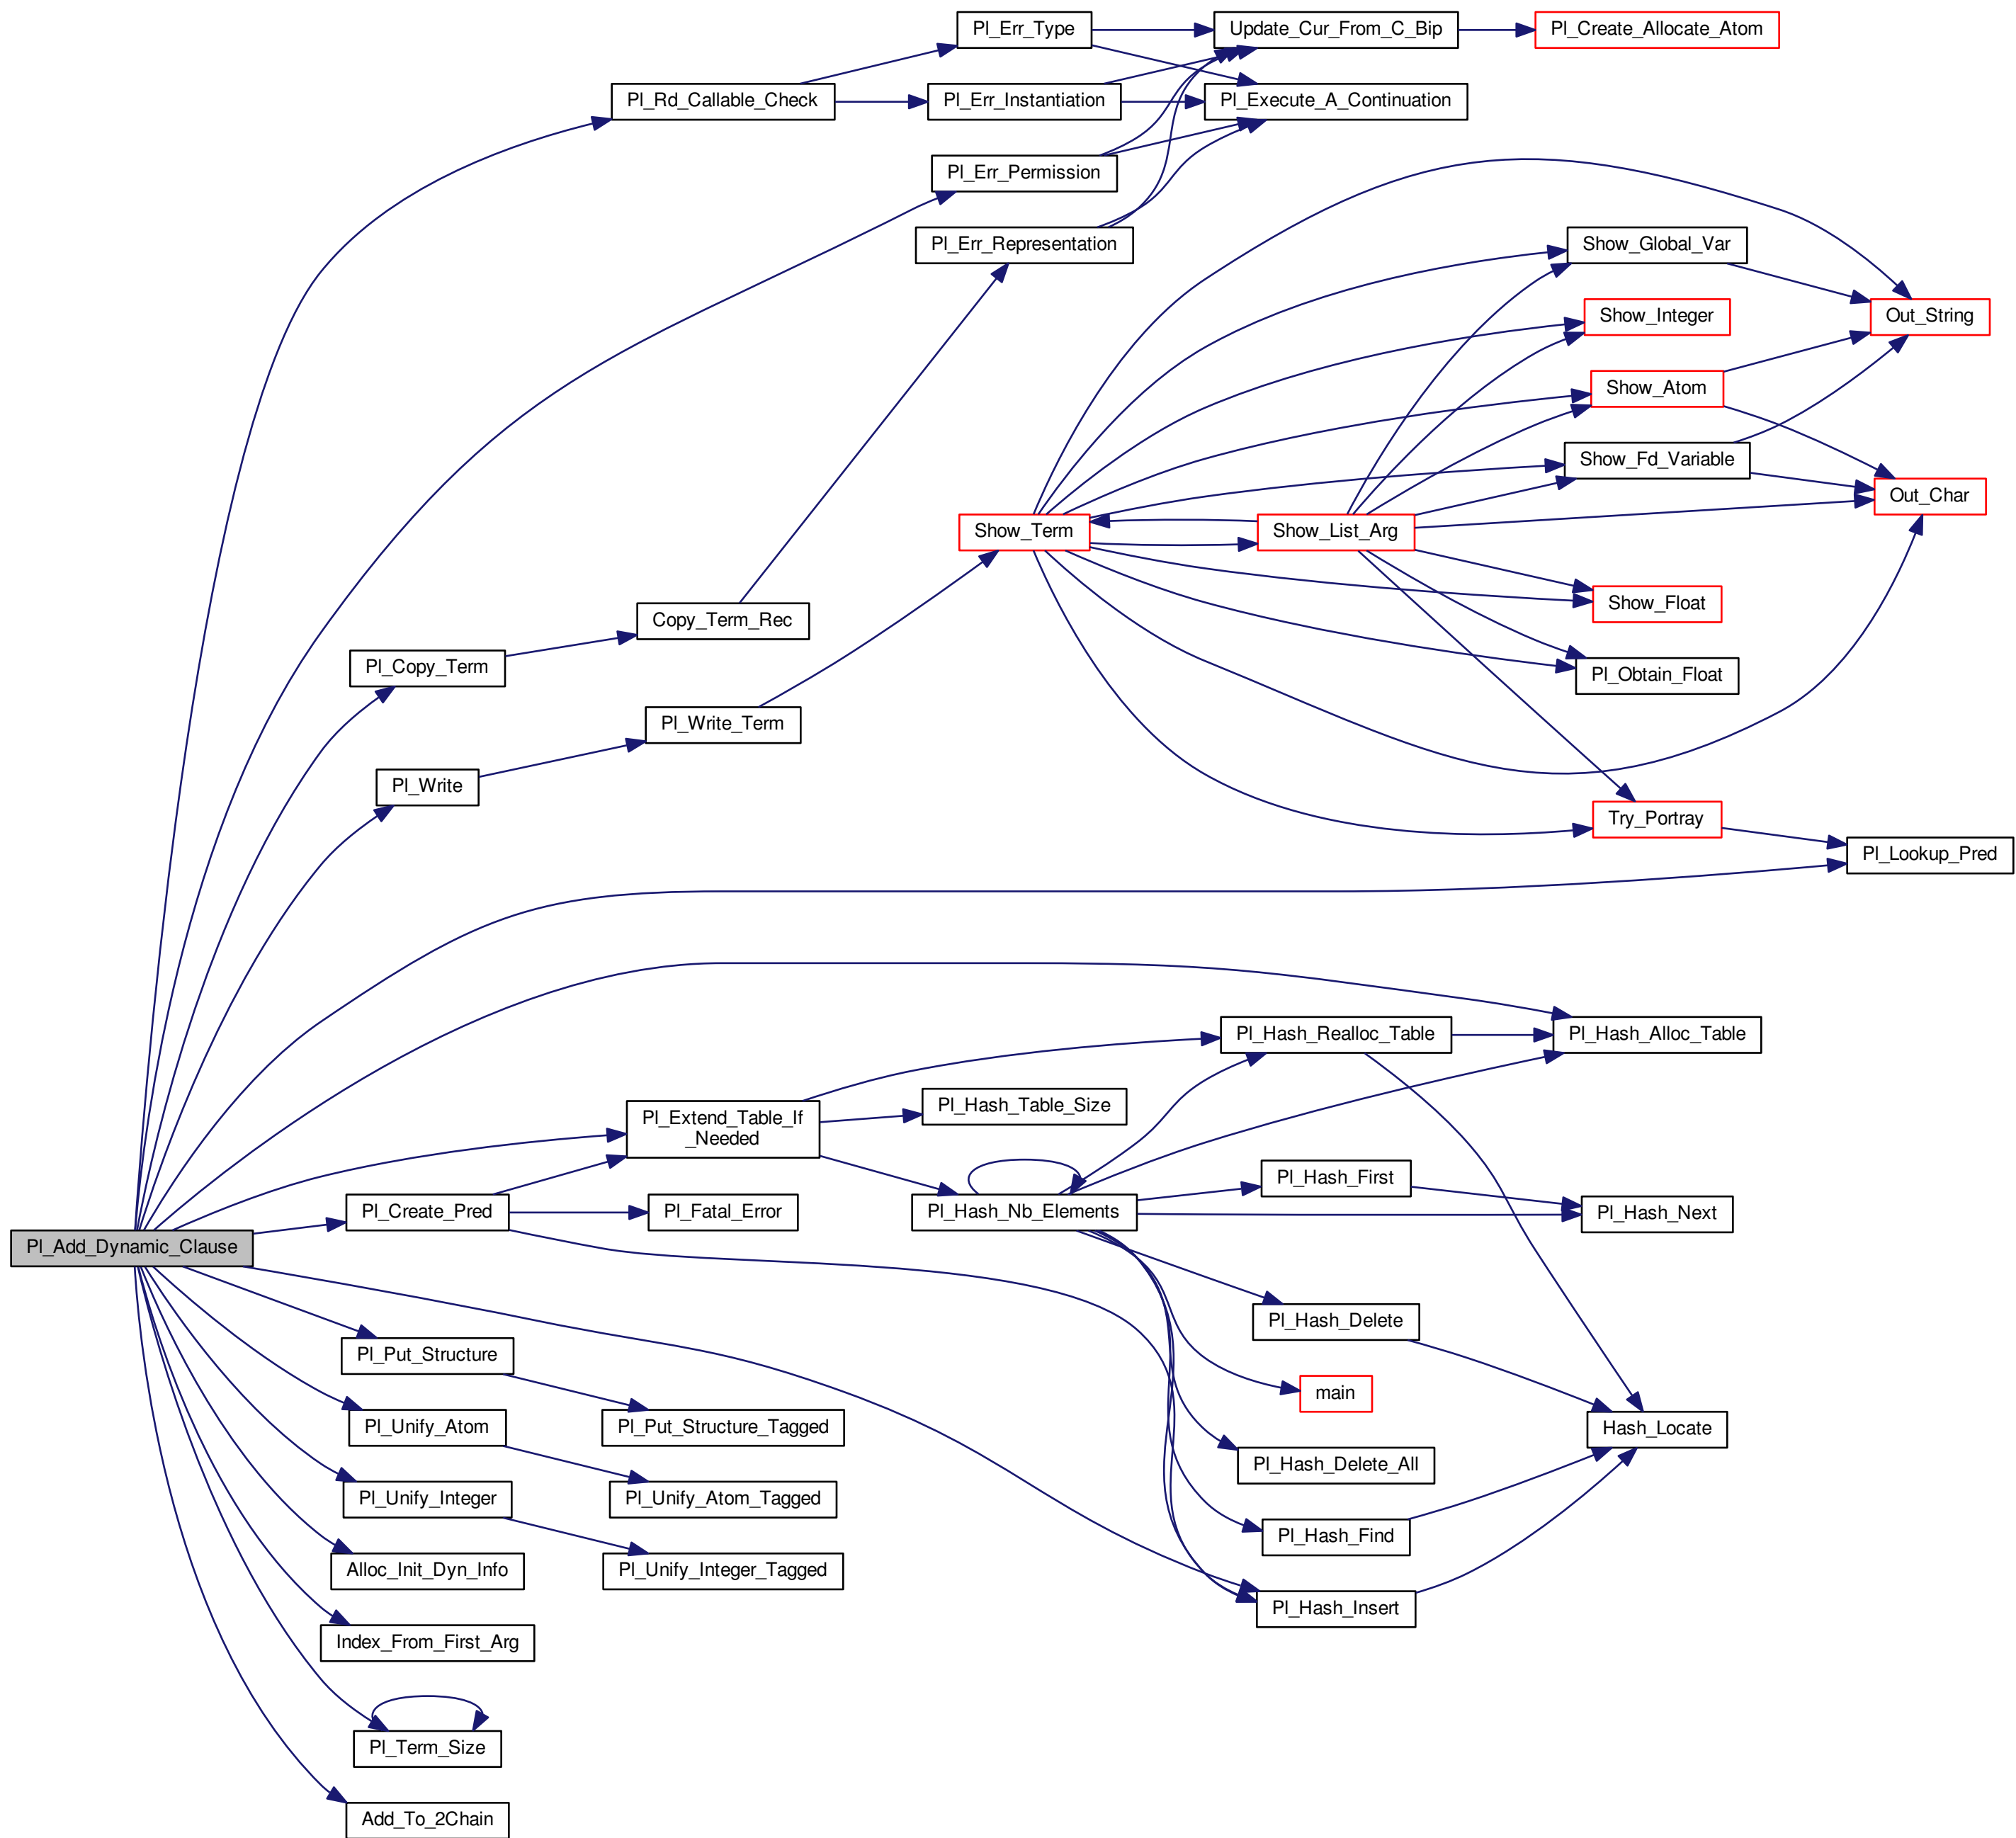 Pl_Err_Type
Update_Cur_From_C_Bip
Pl_Create_Allocate_Atom
Pl_Rd_Callable_Check
Pl_Err_Instantiation
Pl_Execute_A_Continuation
Pl_Err_Permission
Pl_Err_Representation
Show_Global_Var
Show_Integer
Out_String
Show_Atom
Show_Fd_Variable
Out_Char
Show_Term
Show_List_Arg
Show_Float
Copy_Term_Rec
Pl_Copy_Term
Pl_Obtain_Float
Pl_Write_Term
Pl_Write
Try_Portray
Pl_Lookup_Pred
Pl_Hash_Realloc_Table
Pl_Hash_Alloc_Table
Pl_Hash_Table_Size
Pl_Extend_Table_If
_Needed
Pl_Hash_First
Pl_Create_Pred
Pl_Fatal_Error
Pl_Hash_Nb_Elements
Pl_Hash_Next
Pl_Add_Dynamic_Clause
Pl_Hash_Delete
Pl_Put_Structure
main
Pl_Unify_Atom
Pl_Put_Structure_Tagged
Hash_Locate
Pl_Hash_Delete_All
Pl_Unify_Integer
Pl_Unify_Atom_Tagged
Pl_Hash_Find
Alloc_Init_Dyn_Info
Pl_Unify_Integer_Tagged
Pl_Hash_Insert
Index_From_First_Arg
Pl_Term_Size
Add_To_2Chain